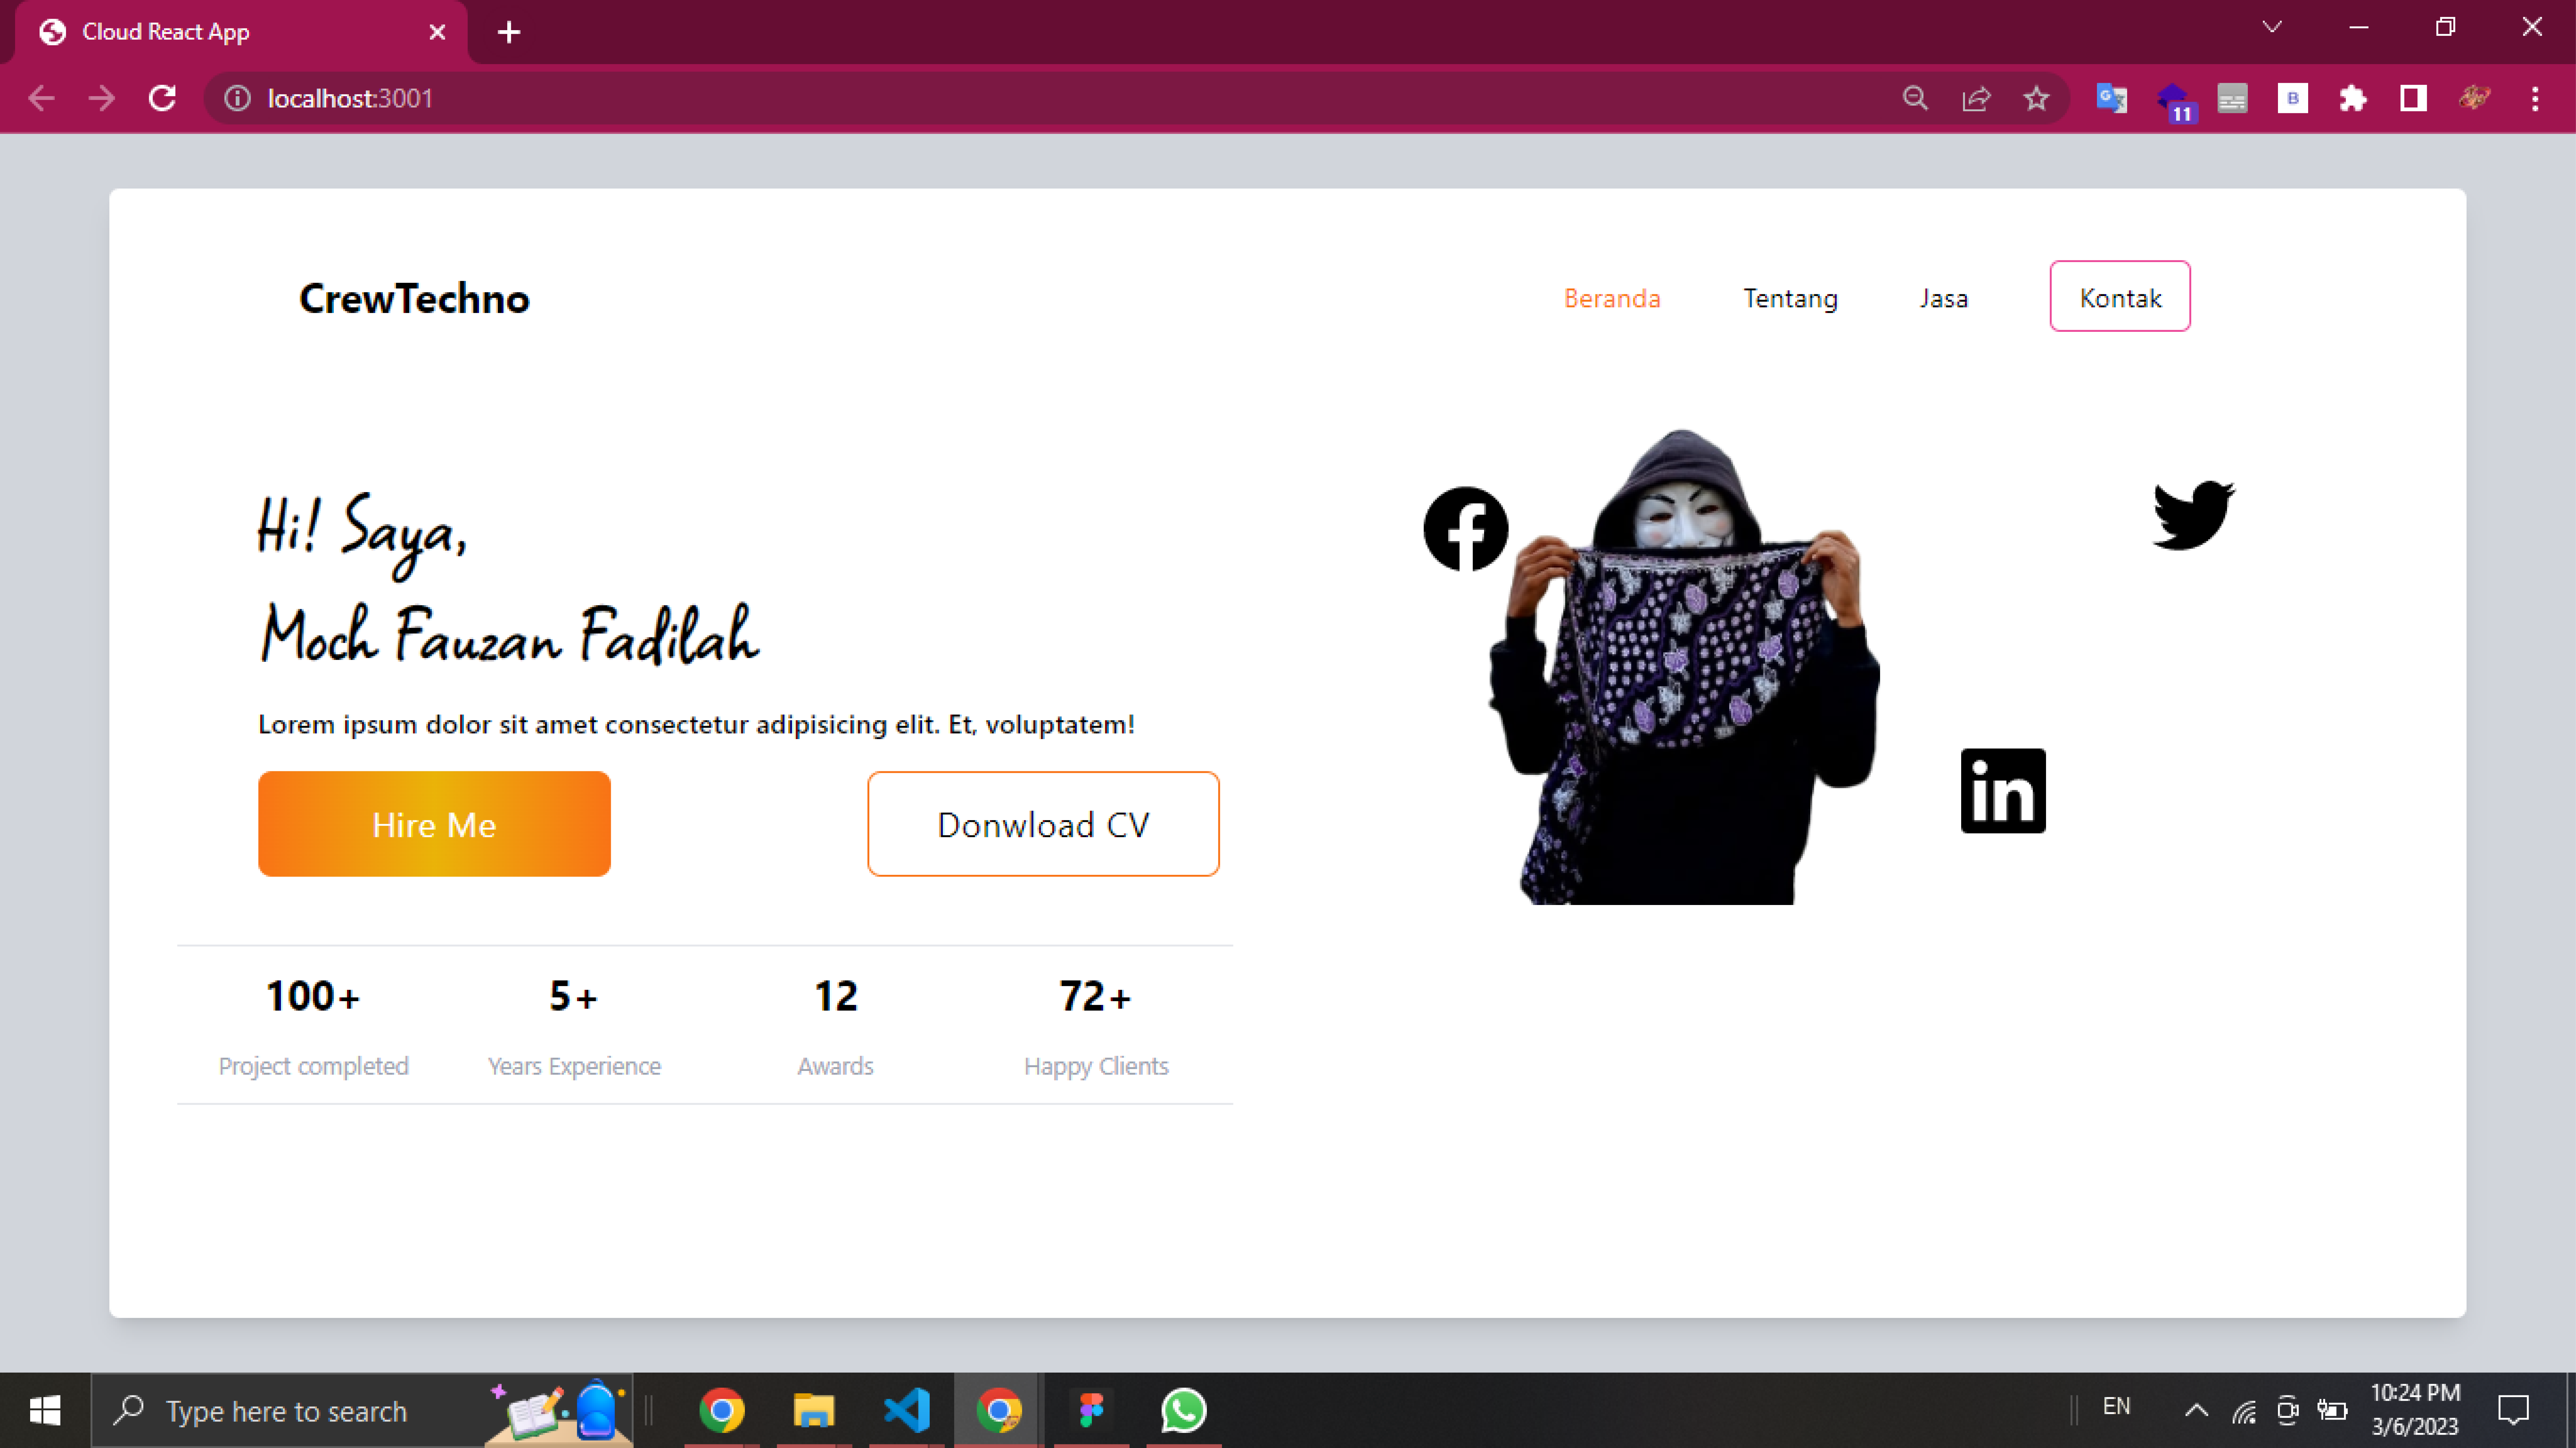 Cloud React App
localhost:3001
11
B
CrewTechno
Beranda
Tentang
Jasa
Kontak
Hi! Saya,
Moch Fauzan Fadilah
Lorem ipsum dolor sit amet consectetur adipisicing elit. Et, voluptatem!
Hire Me
Donwload CV
100+
5+
12
72+
Project completed
Years Experience
Awards
Happy Clients
in
Type here to search
EN
10:24 PM
3/6/2023